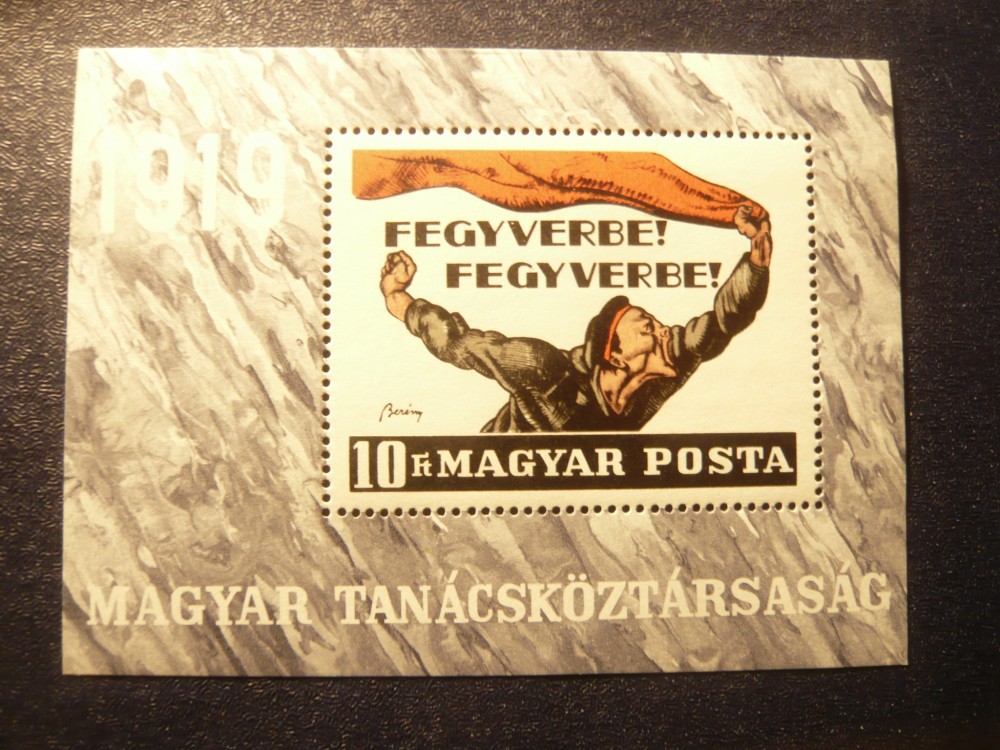 1919
FEGYVERBE!
FEGYVERBE!
Berény
10 Ft MAGYAR POSTA
MAGYAR TANÁCSKÖZTÁRSASÁG